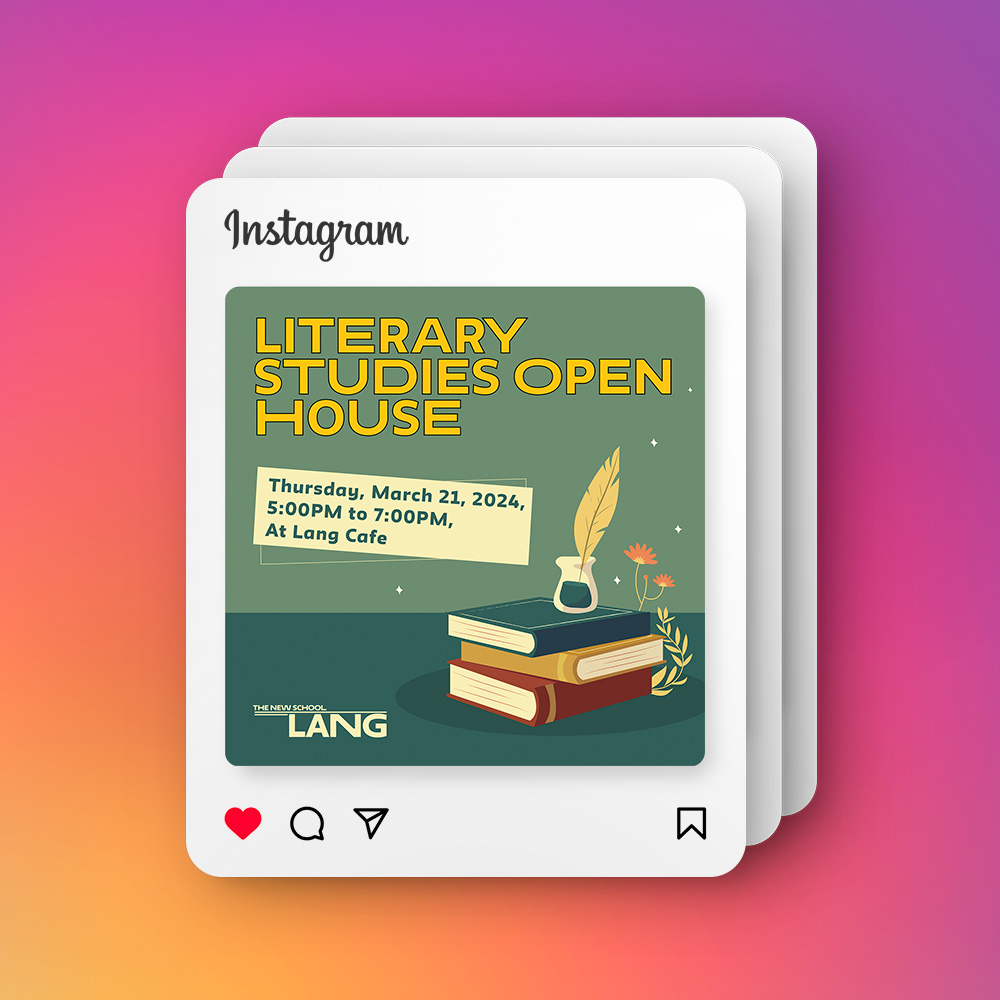 Instagram
LITERARY
STUDIES OPEN
HOUSE
Thursday, March 21, 2024,
5:00PM to 7:00PM,
At Lang Cafe
THE NEW SCHOOL
LANG